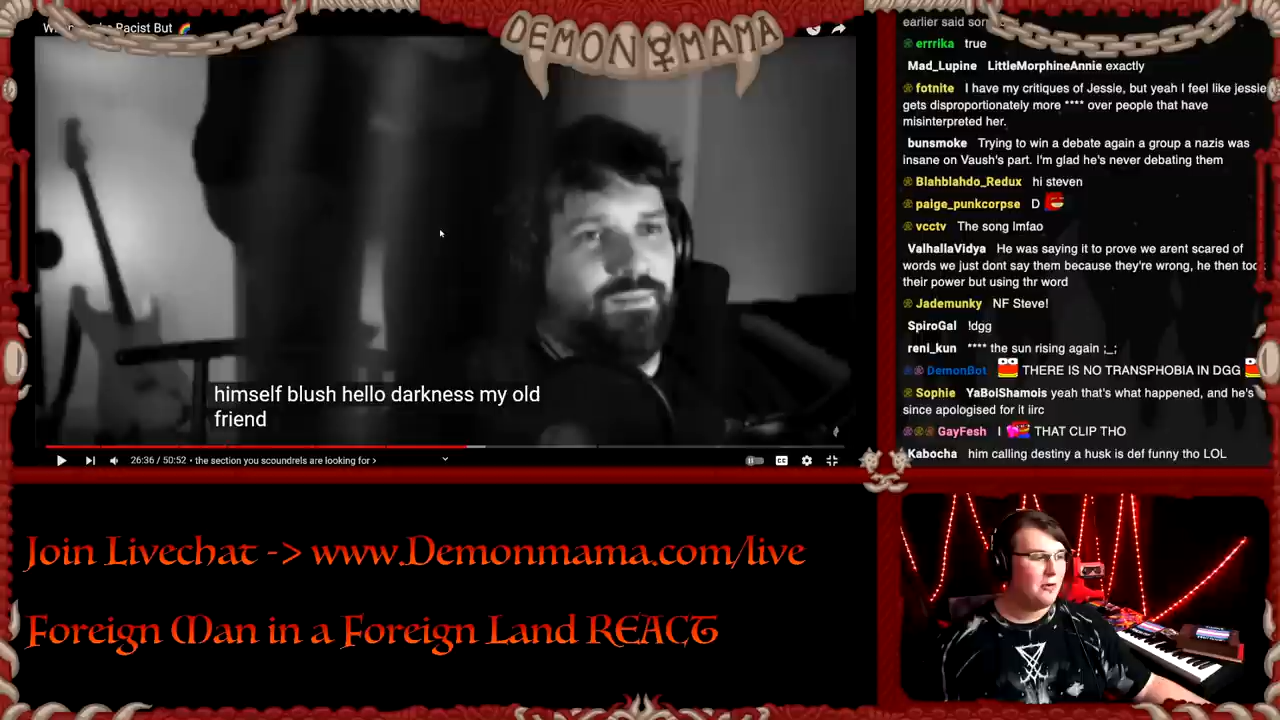 Racist But 🌈
DEMON MAMA
himself blush hello darkness my old
friend
26:36 / 50:52 • the section you scoundrels are looking for >
CC
Join Livechat -> www.Demonmama.com/live
Foreign Man in a Foreign Land REACT
earlier said
errrika true
Mad_Lupine LittleMorphineAnnie exactly
fotnite I have my critiques of Jessie, but yeah I feel like jessie
gets disproportionately more **** over people that have
misinterpreted her.
bunsmoke Trying to win a debate again a group a nazis was
insane on Vaush's part. I'm glad he's never debating them
Blahblahdo_Redux hi steven
paige_punkcorpse D
vcctv The song lmfao
ValhallaVidya He was saying it to prove we arent scared of
words we just dont say them because they're wrong, he then too
their power but using thr word
Jademunky NF Steve!
SpiroGal !dgg
reni_kun **** the sun rising again ;_;
DemonBot THERE IS NO TRANSPHOBIA IN DGG
Sophie YaBoiShamois yeah that's what happened, and he's
since apologised for it iirc
GayFesh I THAT CLIP THO
Kabocha him calling destiny a husk is def funny tho LOL